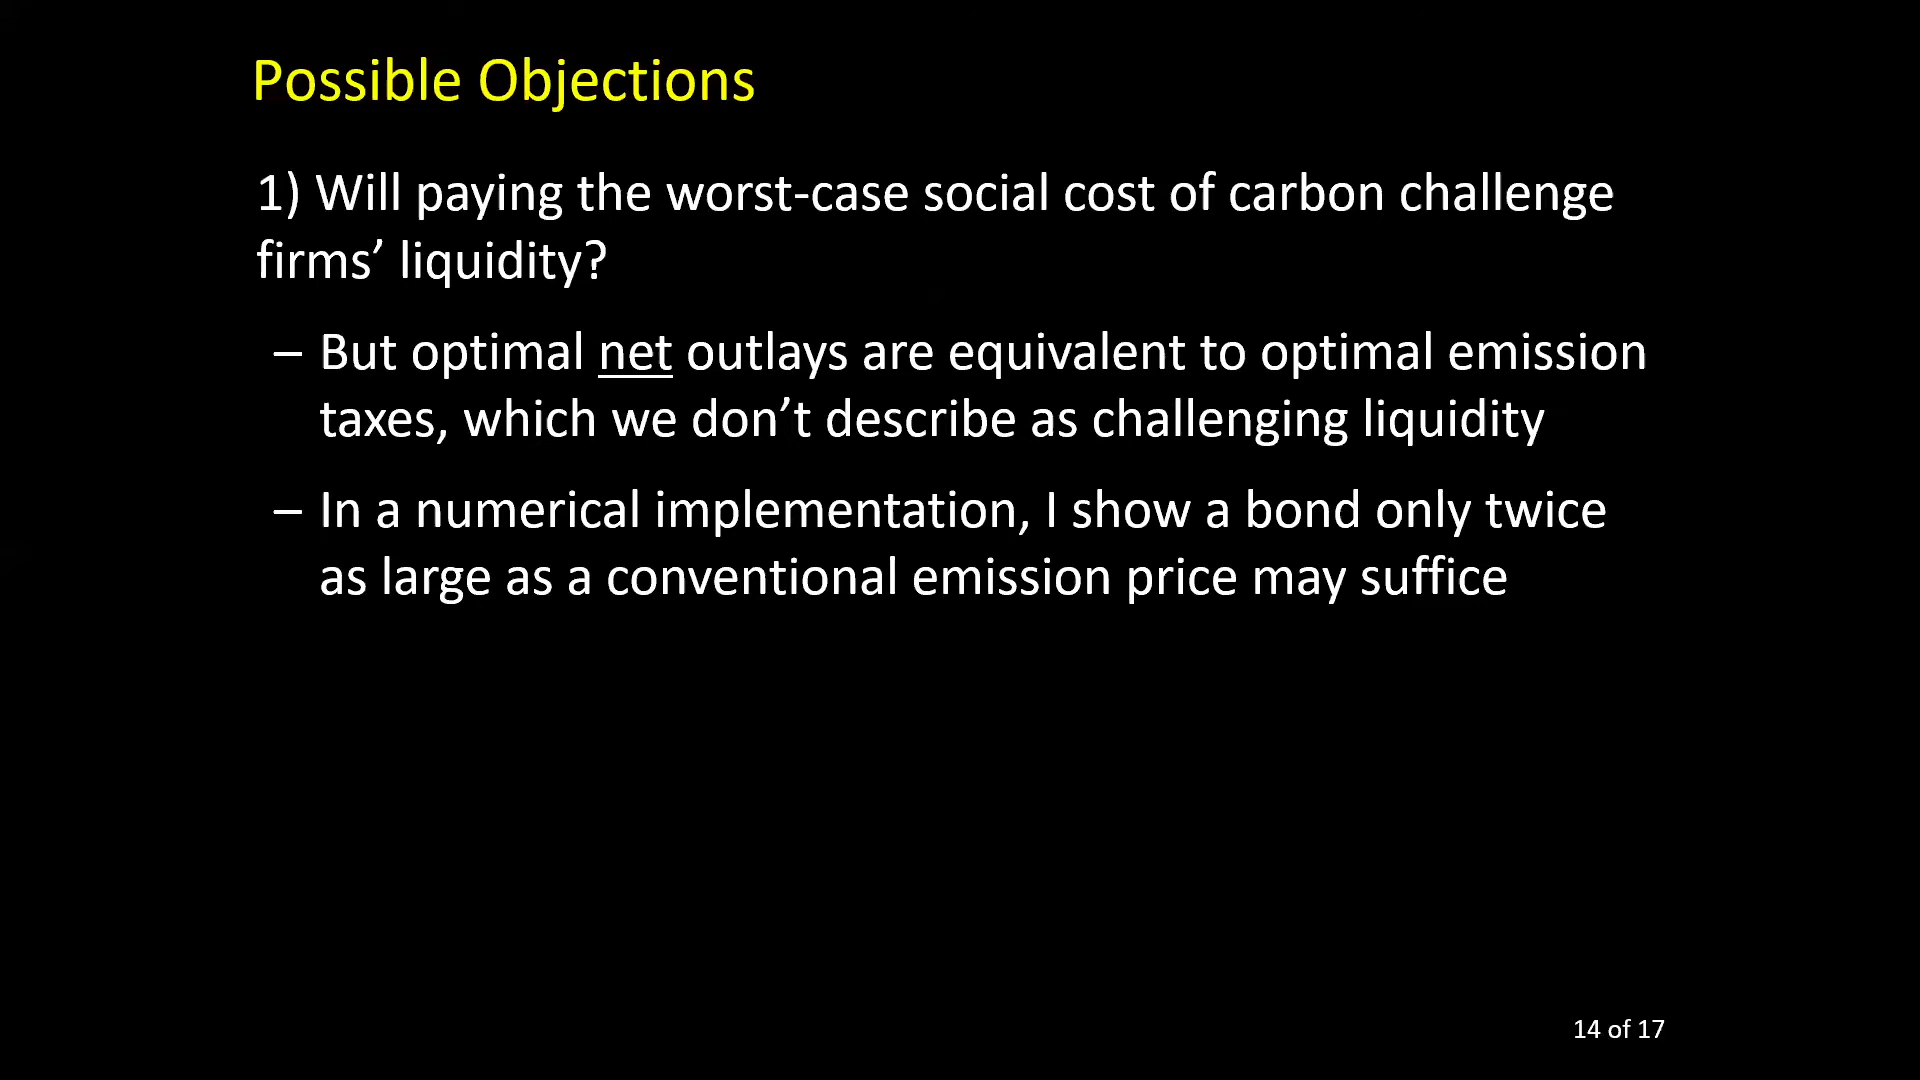 Possible Objections
1) Will paying the worst-case social cost of carbon challenge
firms’ liquidity?
– But optimal net outlays are equivalent to optimal emission
taxes, which we don’t describe as challenging liquidity
– In a numerical implementation, I show a bond only twice
as large as a conventional emission price may suffice
14 of 17